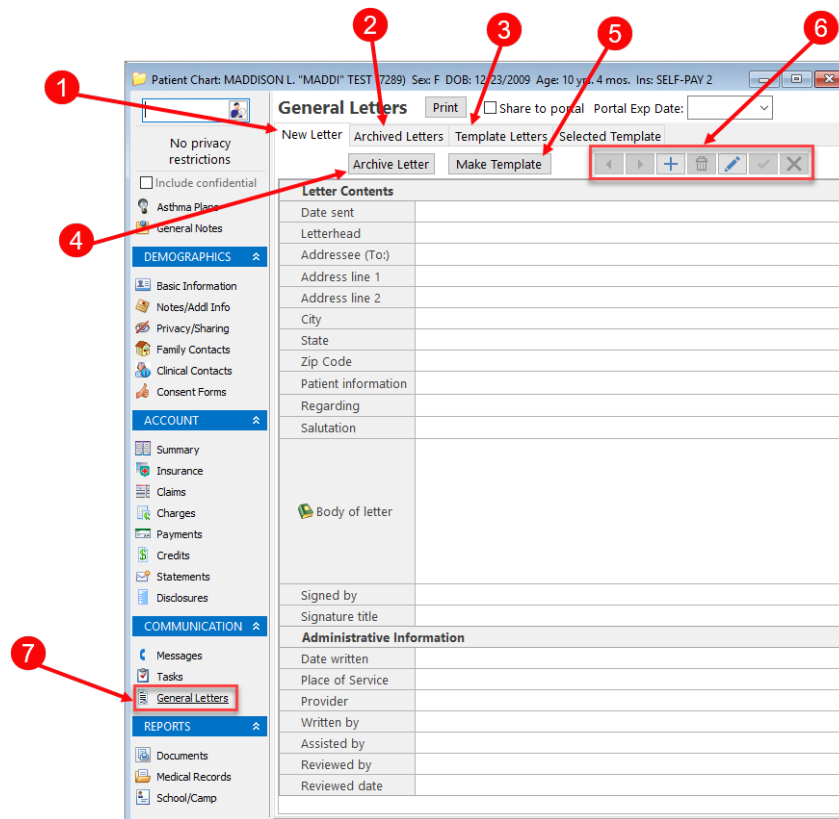 2
3
5
6
1
Patient Chart: MADDISON L. "MADDI" TEST (7289) Sex: F DOB: 12/23/2009 Age: 10 yrs. 4 mos. Ins: SELF-PAY 2
General Letters Print Share to portal Portal Exp Date:
New Letter Archived Letters Template Letters Selected Template
Archive Letter Make Template
No privacy
restrictions
Include confidential
Asthma Plans
General Notes
4
DEMOGRAPHICS
Basic Information
Notes/Addl Info
Privacy/Sharing
Family Contacts
Clinical Contacts
Consent Forms
ACCOUNT
Summary
Insurance
Claims
Charges
Payments
Credits
Statements
Disclosures
COMMUNICATION
Messages
Tasks
7
General Letters
REPORTS
Documents
Medical Records
School/Camp
Letter Contents
Date sent
Letterhead
Addressee (To:)
Address line 1
Address line 2
City
State
Zip Code
Patient information
Regarding
Salutation
Body of letter
Signed by
Signature title
Administrative Information
Date written
Place of Service
Provider
Written by
Assisted by
Reviewed by
Reviewed date